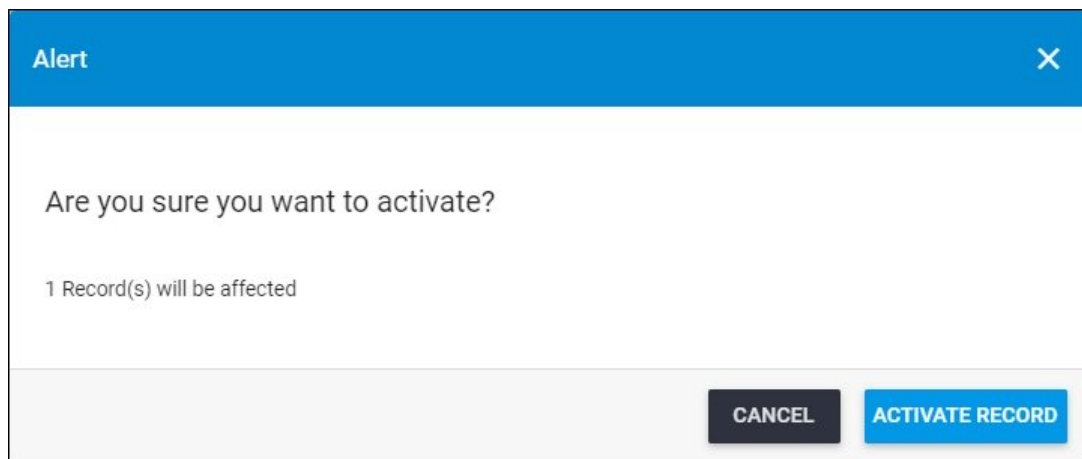 Alert
Are you sure you want to activate?
1 Record(s) will be affected
CANCEL ACTIVATE RECORD